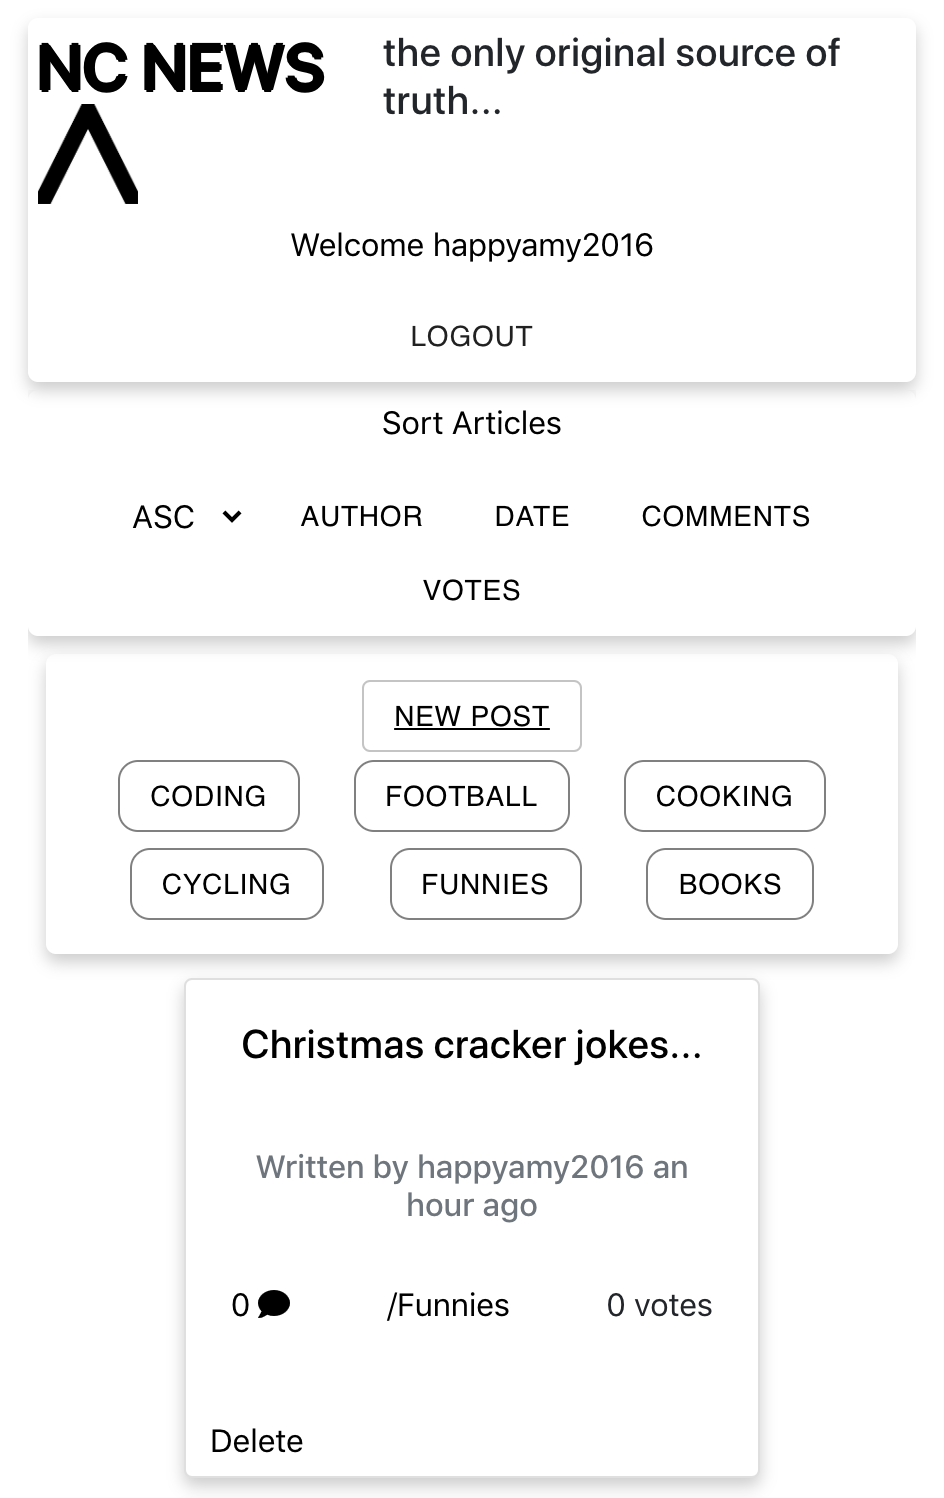 NC NEWS
the only original source of
truth...
Welcome happyamy2016
LOGOUT
Sort Articles
ASC AUTHOR DATE COMMENTS
VOTES
NEW POST
CODING FOOTBALL COOKING
CYCLING FUNNIES BOOKS
Christmas cracker jokes...
Written by happyamy2016 an
hour ago
0 /Funnies 0 votes
Delete